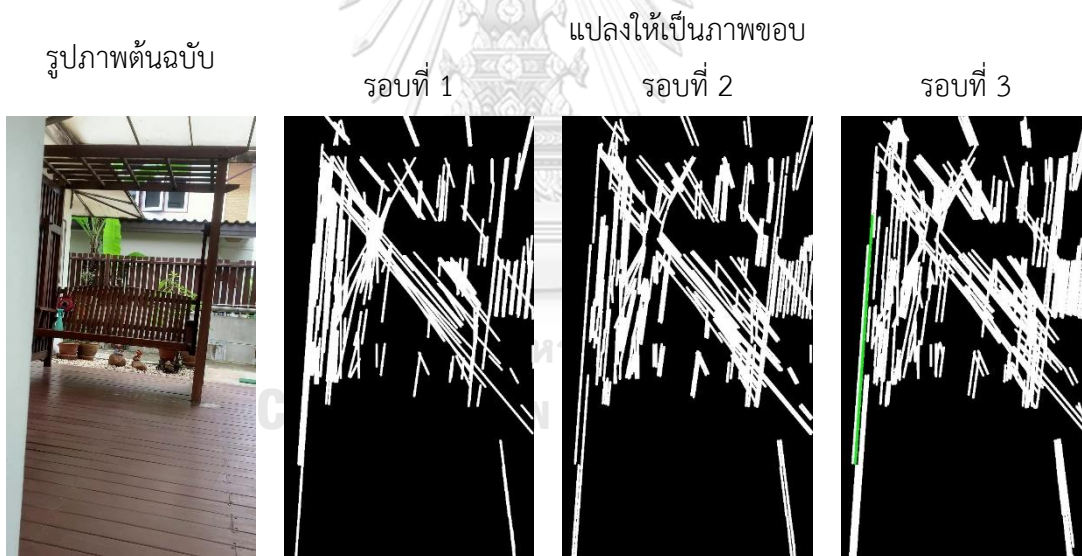 รูปภาพต้นฉบับ
แปลงให้เป็นภาพขอบ
รอบที่ 1
รอบที่ 2
รอบที่ 3